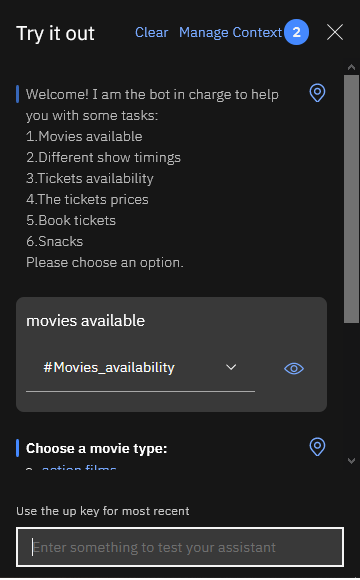 Try it out
Clear
Manage Context
2
Welcome! I am the bot in charge to help
you with some tasks:
1.Movies available
2.Different show timings
3.Tickets availability
4.The tickets prices
5.Book tickets
6.Snacks
Please choose an option.
movies available
#Movies_availability
Choose a movie type:
action films
Use the up key for most recent
Enter something to test your assistant